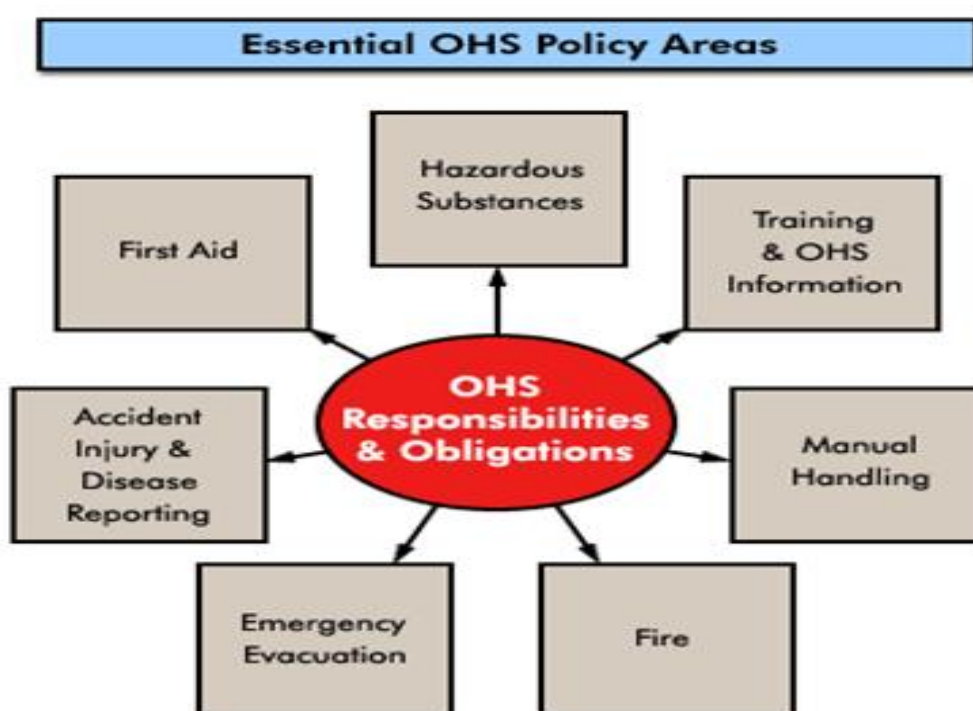 Essential OHS Policy Areas
Hazardous
Substances
First Aid
Training
& OHS
Information
OHS
Responsibilities
& Obligations
Accident
Injury &
Disease
Reporting
Manual
Handling
Emergency
Evacuation
Fire